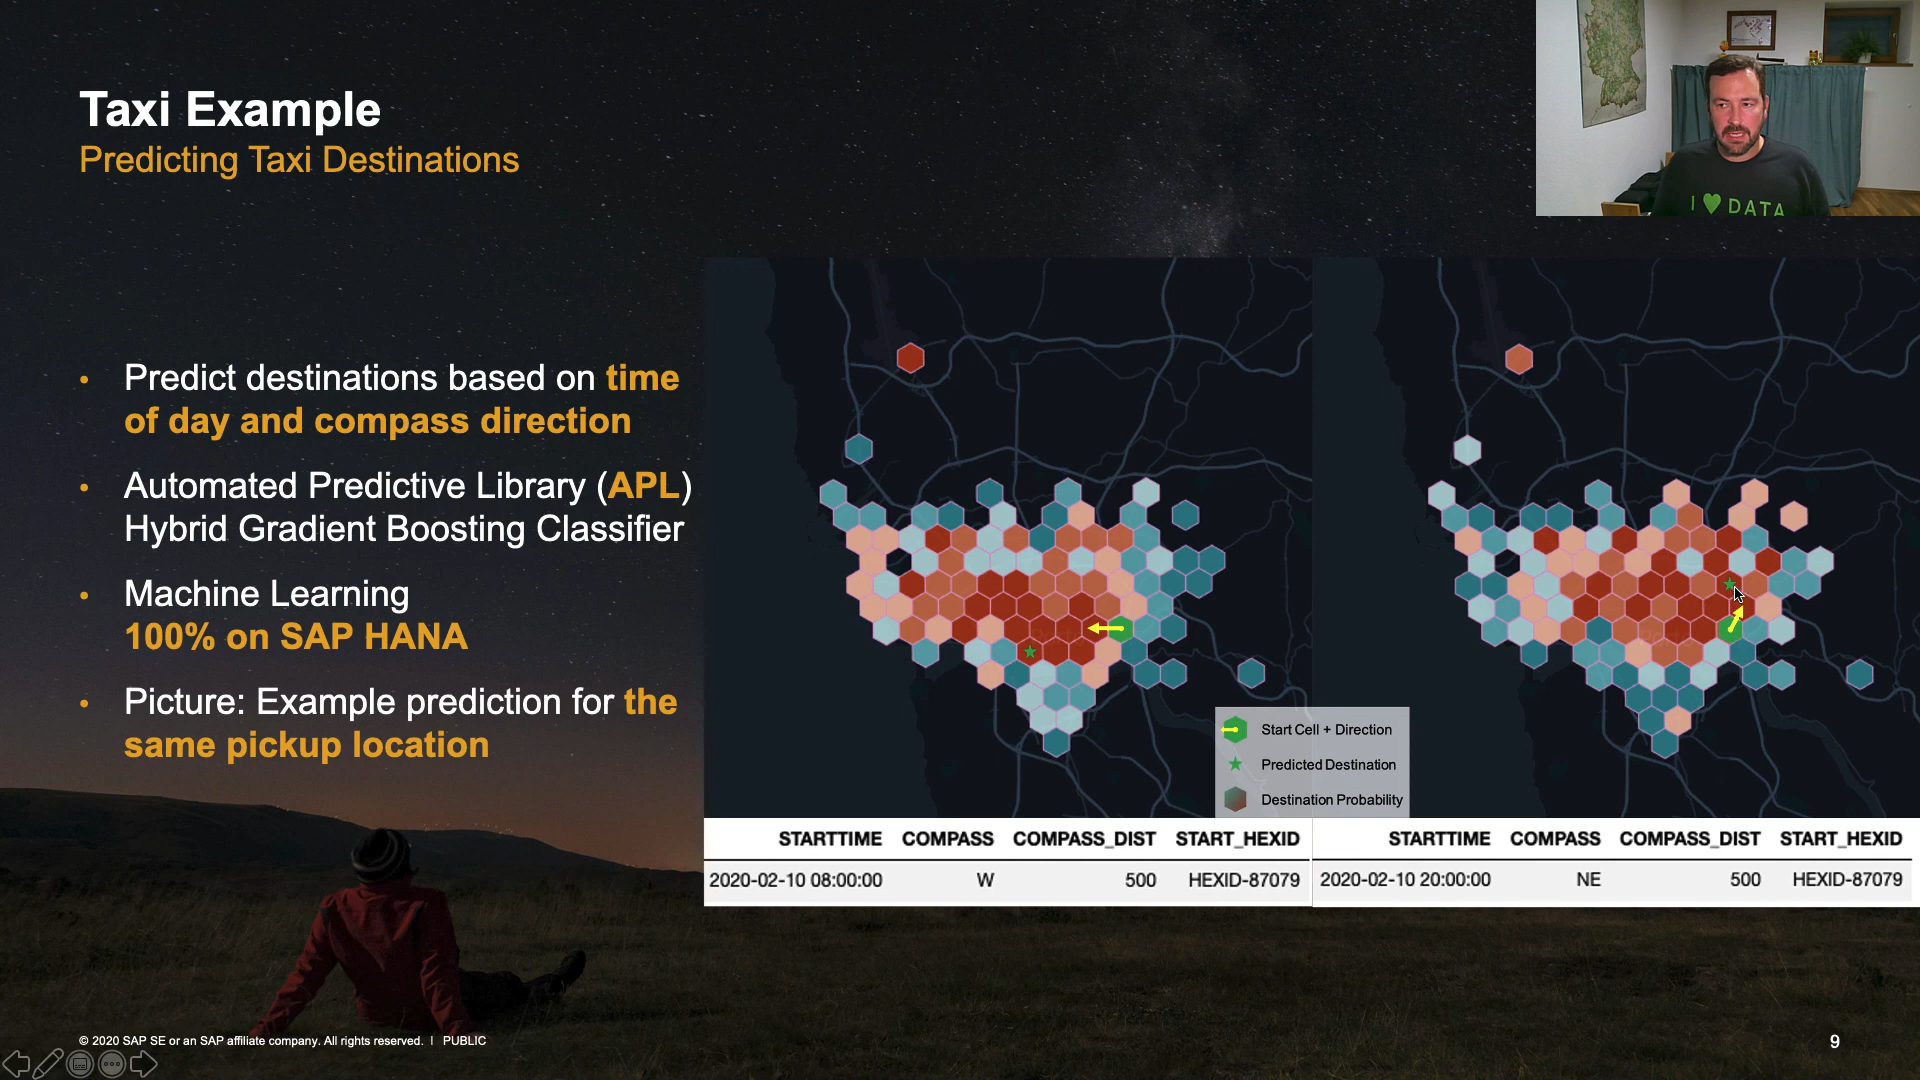 Taxi Example
Predicting Taxi Destinations
I DATA
• Predict destinations based on time
of day and compass direction
• Automated Predictive Library (APL)
Hybrid Gradient Boosting Classifier
• Machine Learning
100% on SAP HANA
• Picture: Example prediction for the
same pickup location
Start Cell + Direction
Predicted Destination
Destination Probability
STARTTIME COMPASS COMPASS_DIST START_HEXID
2020-02-10 08:00:00 W 500 HEXID-87079
STARTTIME COMPASS COMPASS_DIST START_HEXID
2020-02-10 20:00:00 NE 500 HEXID-87079
© 2020 SAP SE or an SAP affiliate company. All rights reserved. | PUBLIC
9